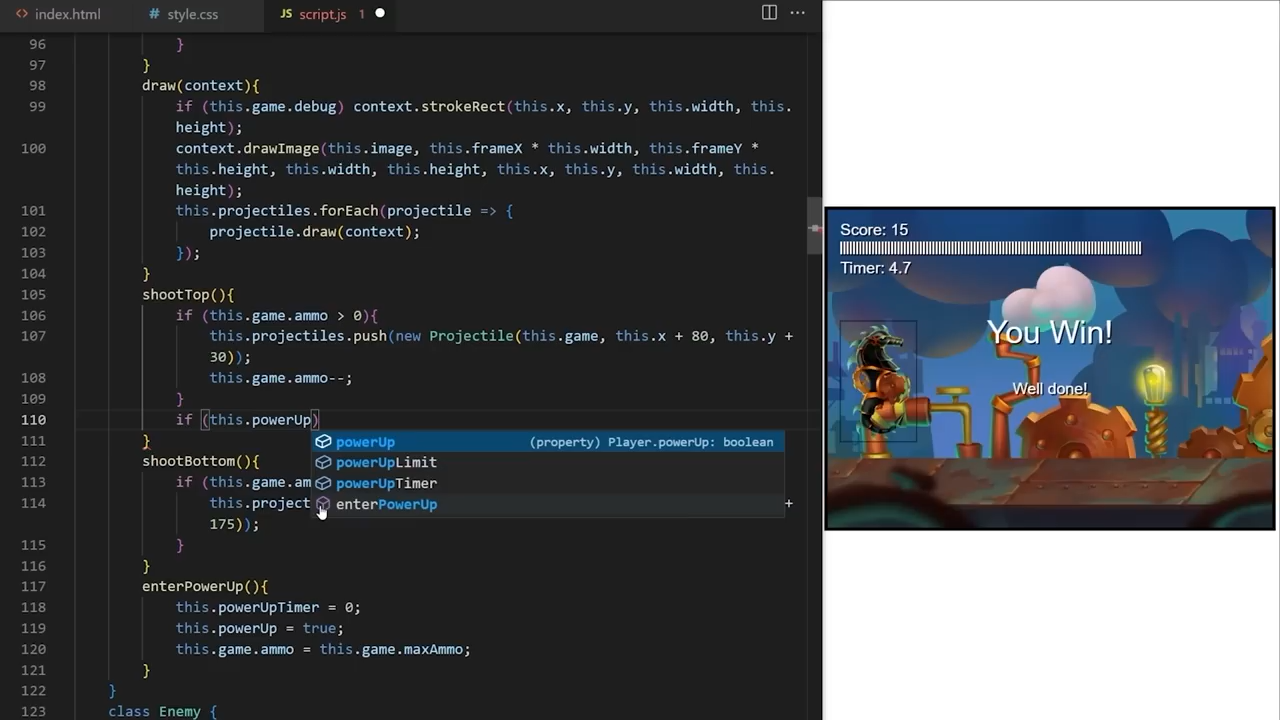 index.html
style.css
JS script.js 1
96 }
97 }
98 draw(context){
99 if (this.game.debug) context.strokeRect(this.x, this.y, this.width, this.
height);
100 context.drawImage(this.image, this.frameX * this.width, this.frameY *
this.height, this.width, this.height, this.x, this.y, this.width, this.
height);
101 this.projectiles.forEach(projectile => {
102 projectile.draw(context);
103 });
104 }
105 shootTop(){
106 if (this.game.ammo > 0){
107 this.projectiles.push(new Projectile(this.game, this.x + 80, this.y +
30));
108 this.game.ammo--;
109 }
110 if (this.powerUp)
111 }
powerUp (property) Player.powerUp: boolean
powerUpLimit
powerUpTimer
enterPowerUp
112 shootBottom(){
113 if (this.game.am
114 this.project +
175));
115 }
116 }
117 enterPowerUp(){
118 this.powerUpTimer = 0;
119 this.powerUp = true;
120 this.game.ammo = this.game.maxAmmo;
121 }
122 }
123 class Enemy {
Score: 15
Timer: 4.7
You Win!
Well done!